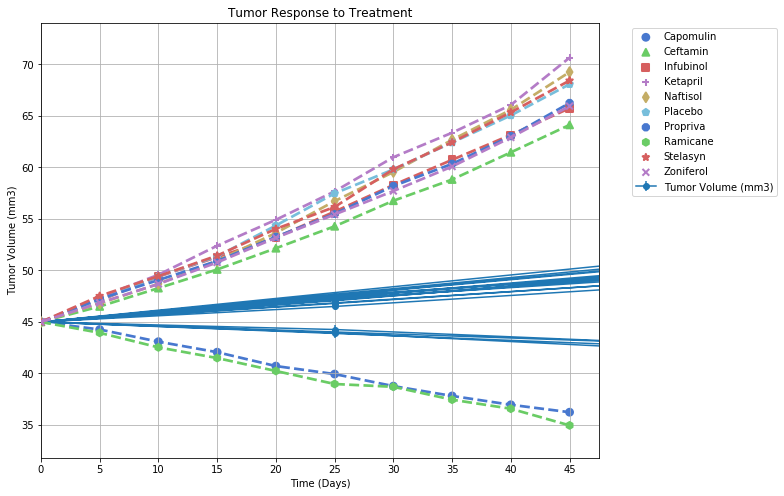 Tumor Response to Treatment
Tumor Volume (mm3)
70
65
60
55
50
45
40
35
0 5 10 15 20 25 30 35 40 45
Time (Days)
Capomulin
Ceftamin
Infubinol
Ketapril
Naftisol
Placebo
Propriva
Ramicane
Stelasyn
Zoniferol
Tumor Volume (mm3)